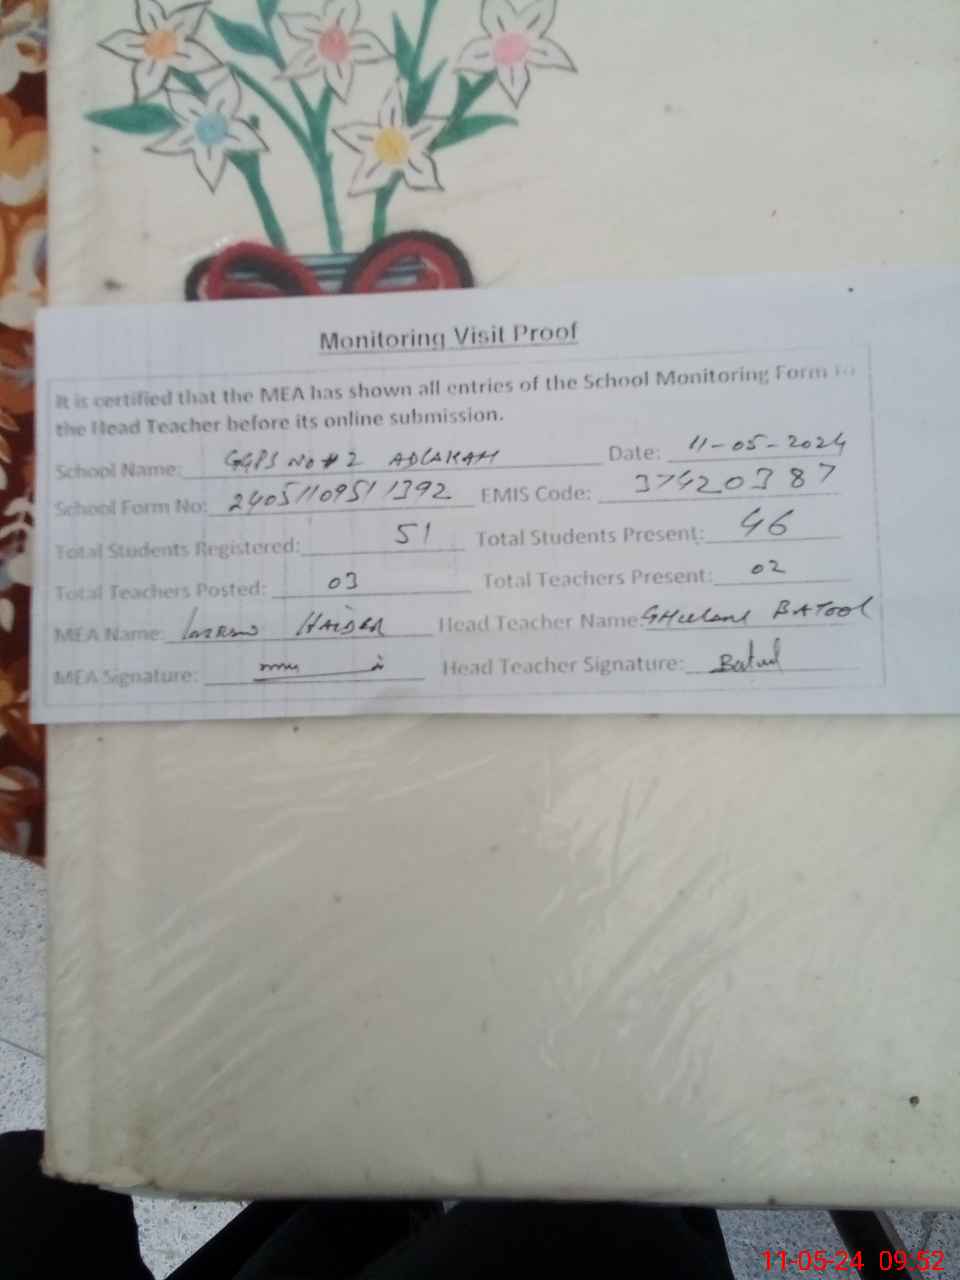 Monitoring Visit Proof
It is certified that the MEA has shown all entries of the School Monitoring Form to
the Head Teacher before its online submission.
School Name: GGPS No # 2 ADLAKAH Date: 11-05-2024
School Form No: 24051109511392 EMIS Code: 37420387
Total Students Registered: 51 Total Students Present: 46
Total Teachers Posted: 03 Total Teachers Present: 02
MEA Name: HAIDER Head Teacher Name: BATOOL
MEA Signature: Head Teacher Signature: Batul
11-05-24 09:52